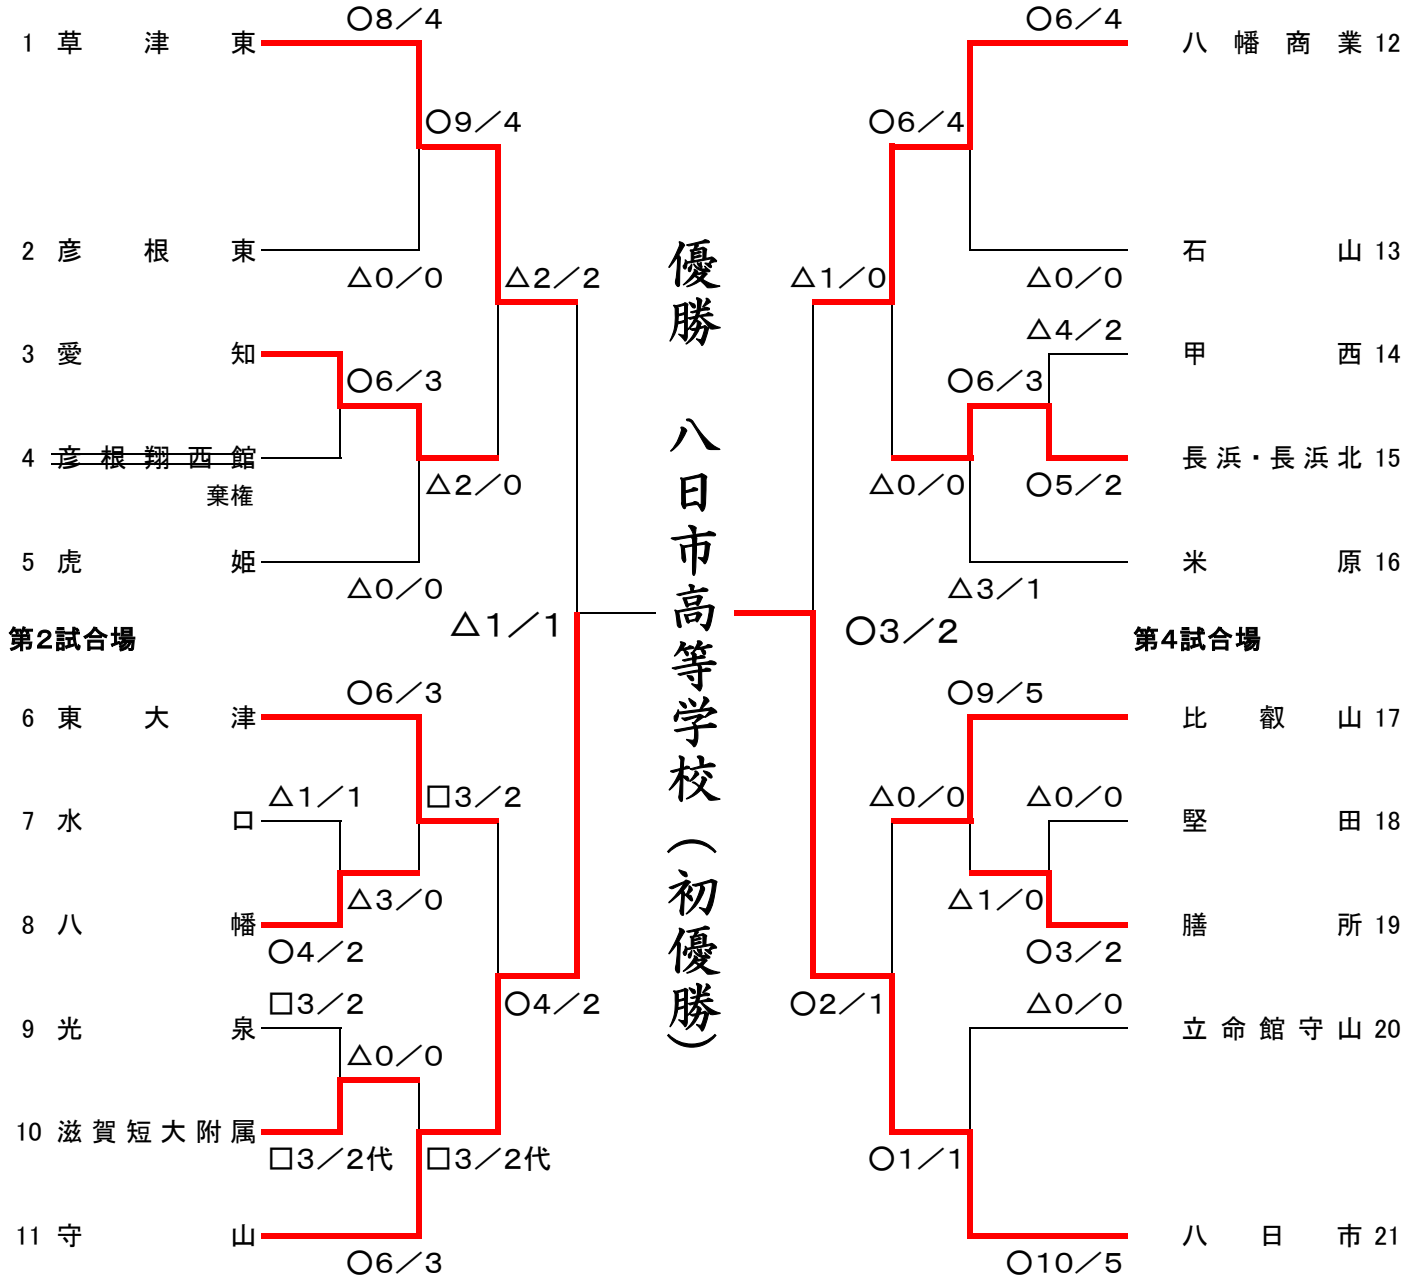 ○8／4
1 草津東
○9／4
2 彦根東
△0／0
△2／2
3 愛知
○6／3
4 彦根翔西館
棄権
△2／0
5 虎姫
△0／0
△1／1
第2試合場
○6／3
6 東大津
△1／1
□3／2
7 水口
△3／0
8 八幡
○4／2
□3／2
○4／2
9 光泉
△0／0
10 滋賀短大附属
□3／2代
□3／2代
11 守山
○6／3
優勝 八日市高等学校（初優勝）
○6／4
八幡商業 12
○6／4
石山 13
△1／0
△0／0
△4／2
甲西 14
○6／3
長浜・長浜北 15
△0／0
○5／2
米原 16
△3／1
○3／2
第4試合場
○9／5
比叡山 17
△0／0
△0／0
堅田 18
△1／0
膳所 19
○3／2
○2／1
△0／0
立命館守山 20
○1／1
八日市 21
○10／5